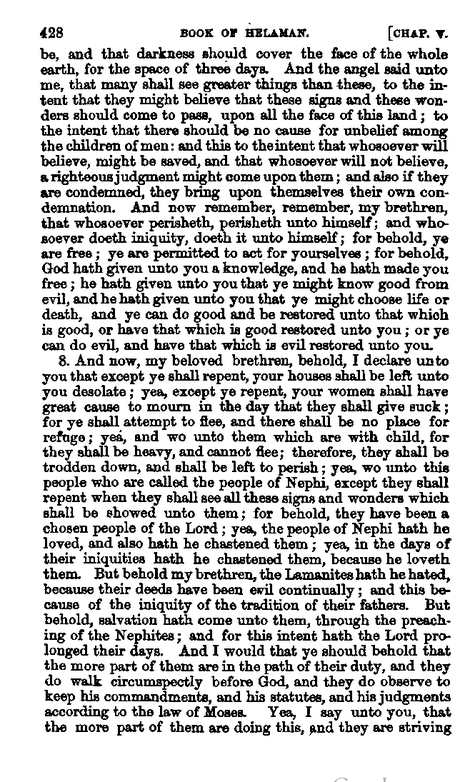 428 BOOK OF HELAMAN. [CHAP. V.
be, and that darkness should cover the face of the whole
earth, for the space of three days. And the angel said unto
me, that many shall see greater things than these, to the in-
tent that they might believe that these signs and these won-
ders should come to pass, upon all the face of this land; to
the intent that there should be no cause for unbelief among
the children of men: and this to the intent that whosoever will
believe, might be saved, and that whosoever will not believe,
a righteous judgment might come upon them; and also if they
are condemned, they bring upon themselves their own con-
demnation. And now remember, remember, my brethren,
that whosoever perisheth, perisheth unto himself; and who-
soever doeth iniquity, doeth it unto himself; for behold, ye
are free; ye are permitted to act for yourselves; for behold,
God hath given unto you a knowledge, and he hath made you
free; he hath given unto you that ye might know good from
evil, and he hath given unto you that ye might choose life or
death, and ye can do good and be restored unto that which
is good, or have that which is good restored unto you; or ye
can do evil, and have that which is evil restored unto you.
8. And now, my beloved brethren, behold, I declare unto
you that except ye shall repent, your houses shall be left unto
you desolate; yea, except ye repent, your women shall have
great cause to mourn in the day that they shall give suck;
for ye shall attempt to flee, and there shall be no place for
refuge; yea, and wo unto them which are with child, for
they shall be heavy, and cannot flee; therefore, they shall be
trodden down, and shall be left to perish; yea, wo unto this
people who are called the people of Nephi, except they shall
repent when they shall see all these signs and wonders which
shall be showed unto them; for behold, they have been a
chosen people of the Lord; yea, the people of Nephi hath he
loved, and also hath he chastened them; yea, in the days of
their iniquities hath he chastened them, because he loveth
them. But behold my brethren, the Lamanites hath he hated,
because their deeds have been evil continually; and this be-
cause of the iniquity of the tradition of their fathers. But
behold, salvation hath come unto them, through the preach-
ing of the Nephites; and for this intent hath the Lord pro-
longed their days. And I would that ye should behold that
the more part of them are in the path of their duty, and they
do walk circumspectly before God, and they do observe to
keep his commandments, and his statutes, and his judgments
according to the law of Moses. Yea, I say unto you, that
the more part of them are doing this, and they are striving